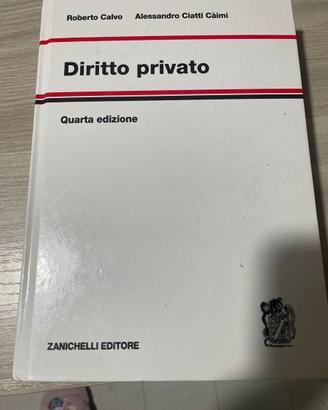 Roberto Calvo Alessandro Ciatti Càimi
Diritto privato
Quarta edizione
ZANICHELLI EDITORE